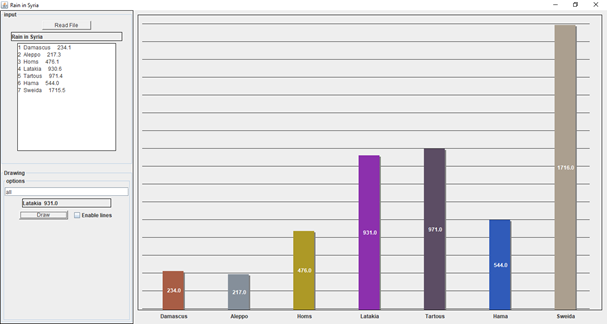 Rain in Syria
input
Read File
Rain in Syria
1 Damascus 234.1
2 Aleppo 217.3
3 Homs 476.1
4 Latakia 930.6
5 Tartous 971.4
6 Hama 544.0
7 Sweida 1715.5
Drawing
options
all
Latakia 931.0
Draw
Enable lines
234.0
217.0
476.0
931.0
971.0
544.0
1716.0
Damascus
Aleppo
Homs
Latakia
Tartous
Hama
Sweida